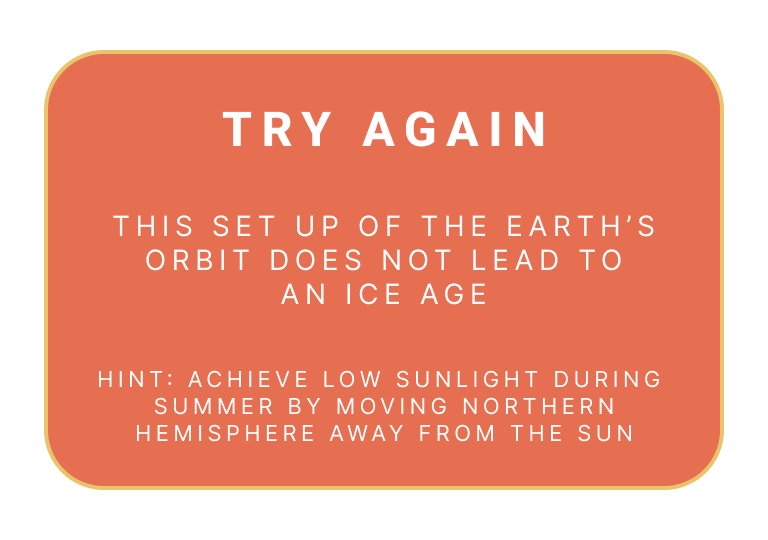 TRY AGAIN
THIS SET UP OF THE EARTH’S
ORBIT DOES NOT LEAD TO
AN ICE AGE
HINT: ACHIEVE LOW SUNLIGHT DURING
SUMMER BY MOVING NORTHERN
HEMISPHERE AWAY FROM THE SUN